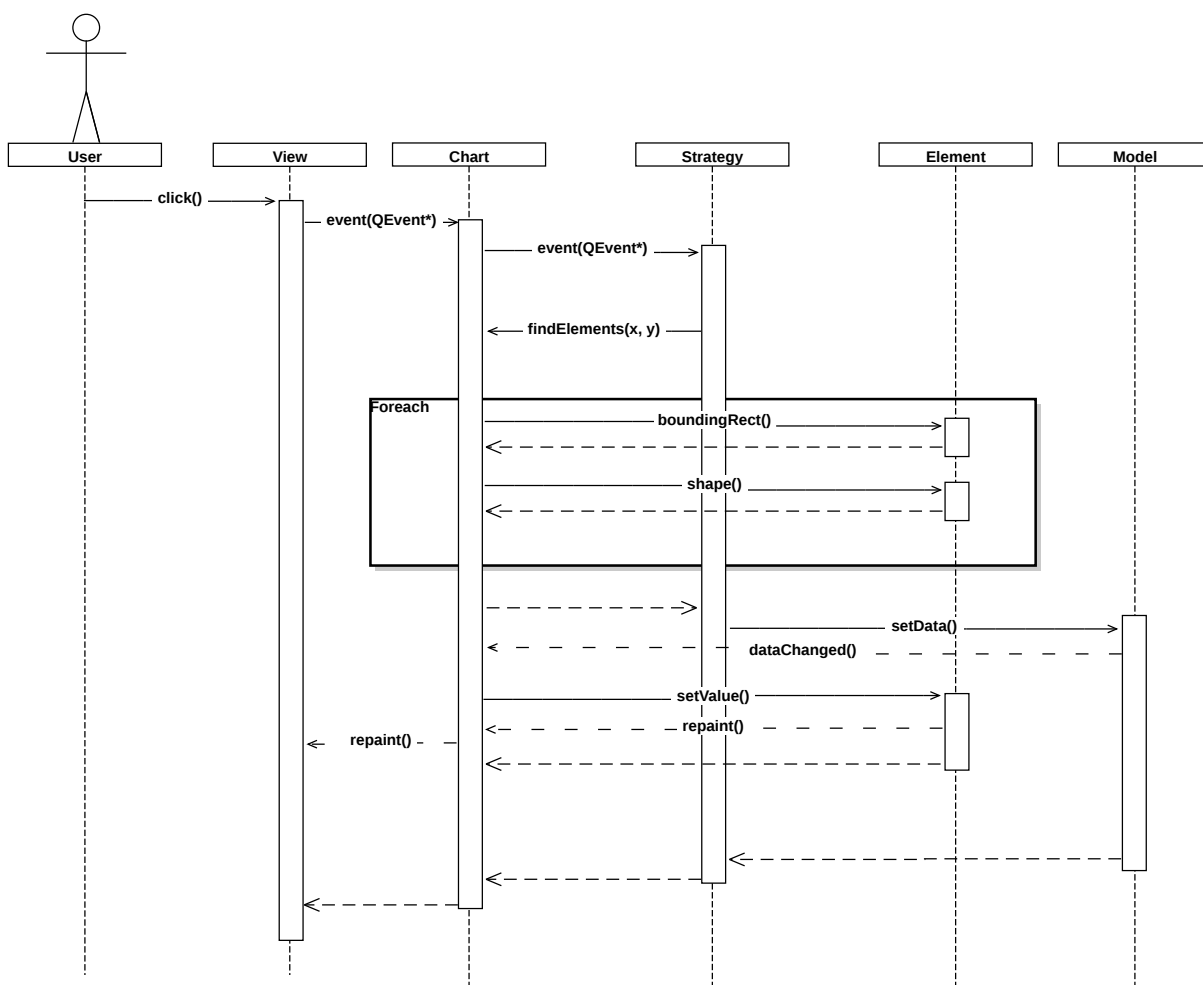 User
View
Chart
Strategy
Element
Model
click()
event(QEvent*)
event(QEvent*)
findElements(x, y)
Foreach
boundingRect()
shape()
setData()
dataChanged()
setValue()
repaint()
repaint()